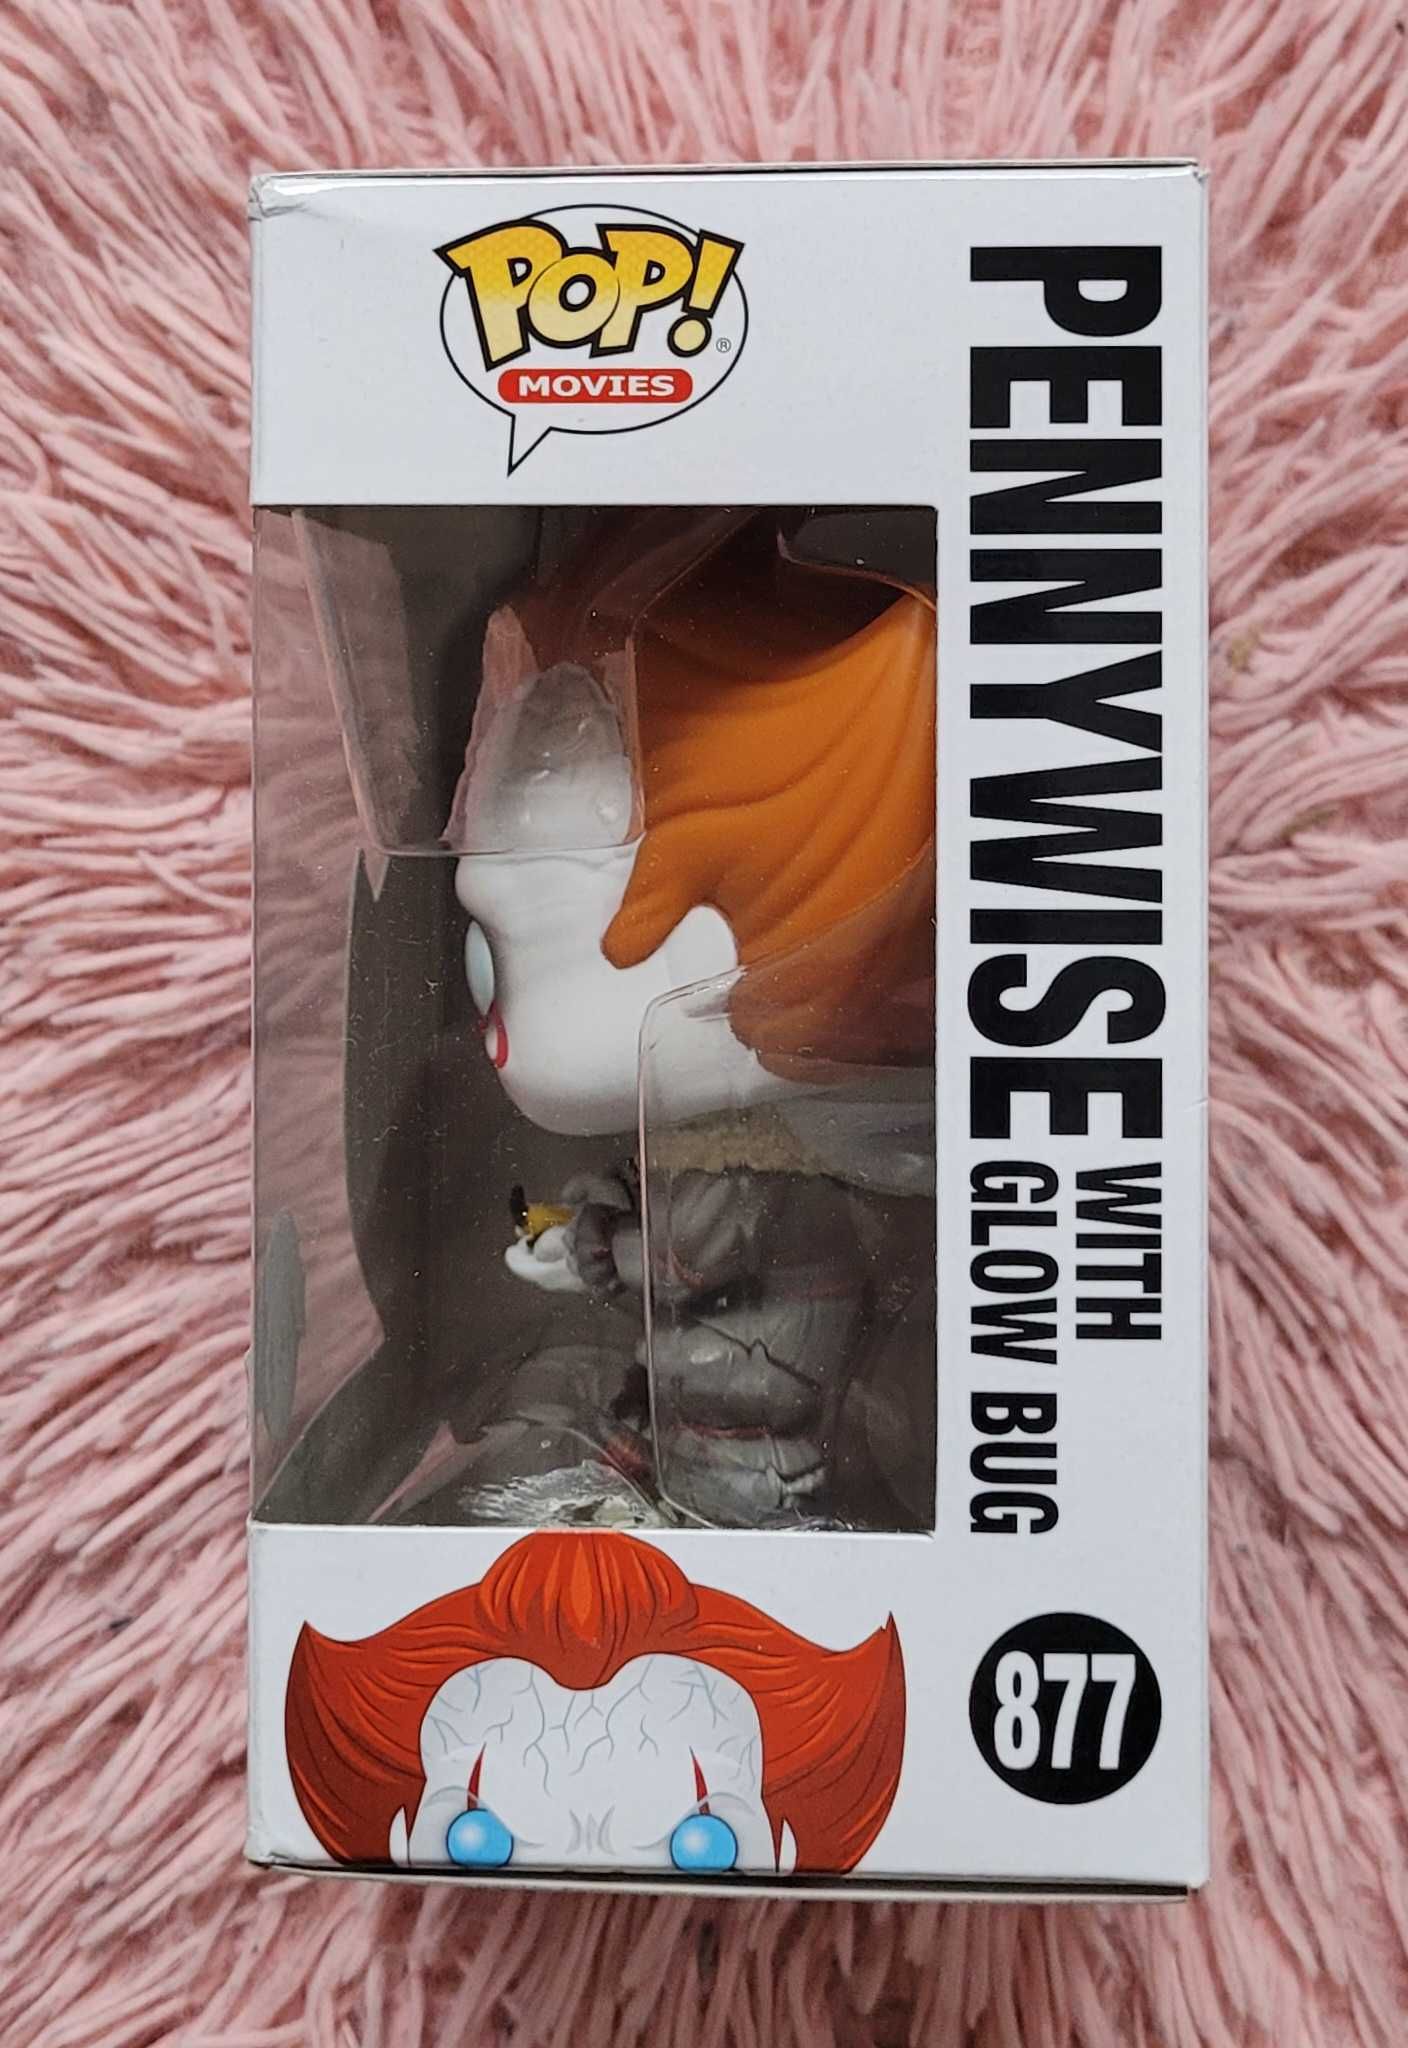 POP!®
MOVIES
PENNYWISE WITH
GLOW BUG
877